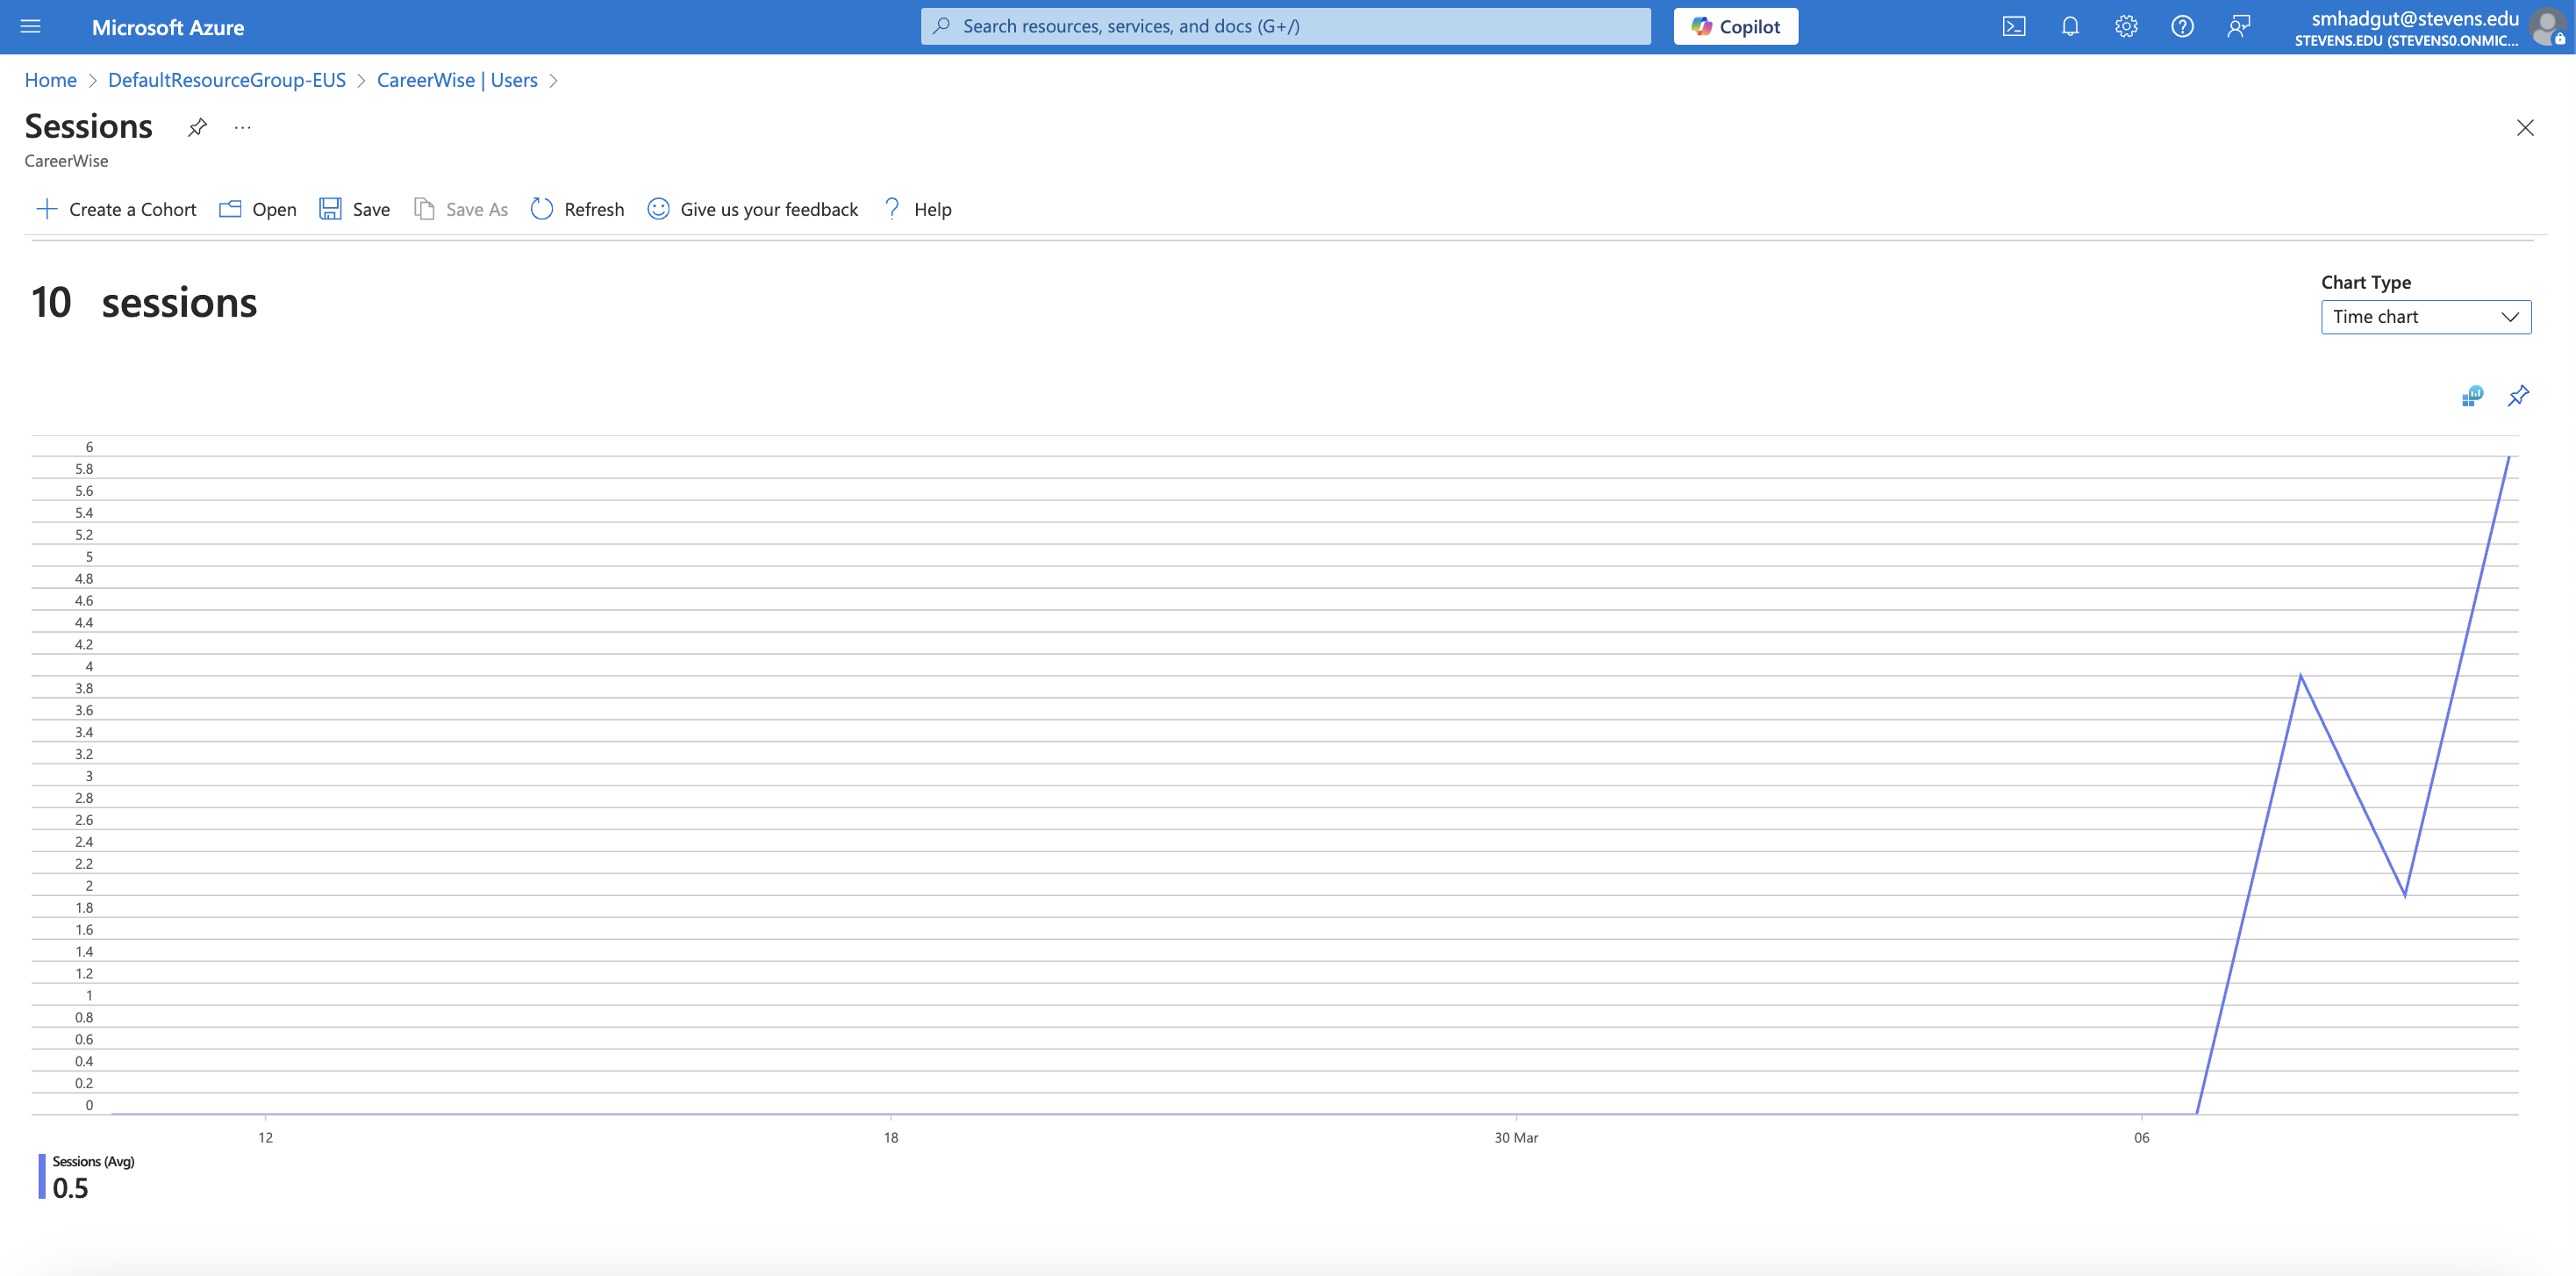 Microsoft Azure
Search resources, services, and docs (G+/)
Copilot
smhadgut@stevens.edu
STEVENS.EDU (STEVENS0.ONMIC...
Home > DefaultResourceGroup-EUS > CareerWise | Users >
Sessions ...
CareerWise
Create a Cohort Open Save Save As Refresh Give us your feedback Help
10 sessions
Chart Type
Time chart
6
5.8
5.6
5.4
5.2
5
4.8
4.6
4.4
4.2
4
3.8
3.6
3.4
3.2
3
2.8
2.6
2.4
2.2
2
1.8
1.6
1.4
1.2
1
0.8
0.6
0.4
0.2
0
12 18 30 Mar 06
Sessions (Avg)
0.5